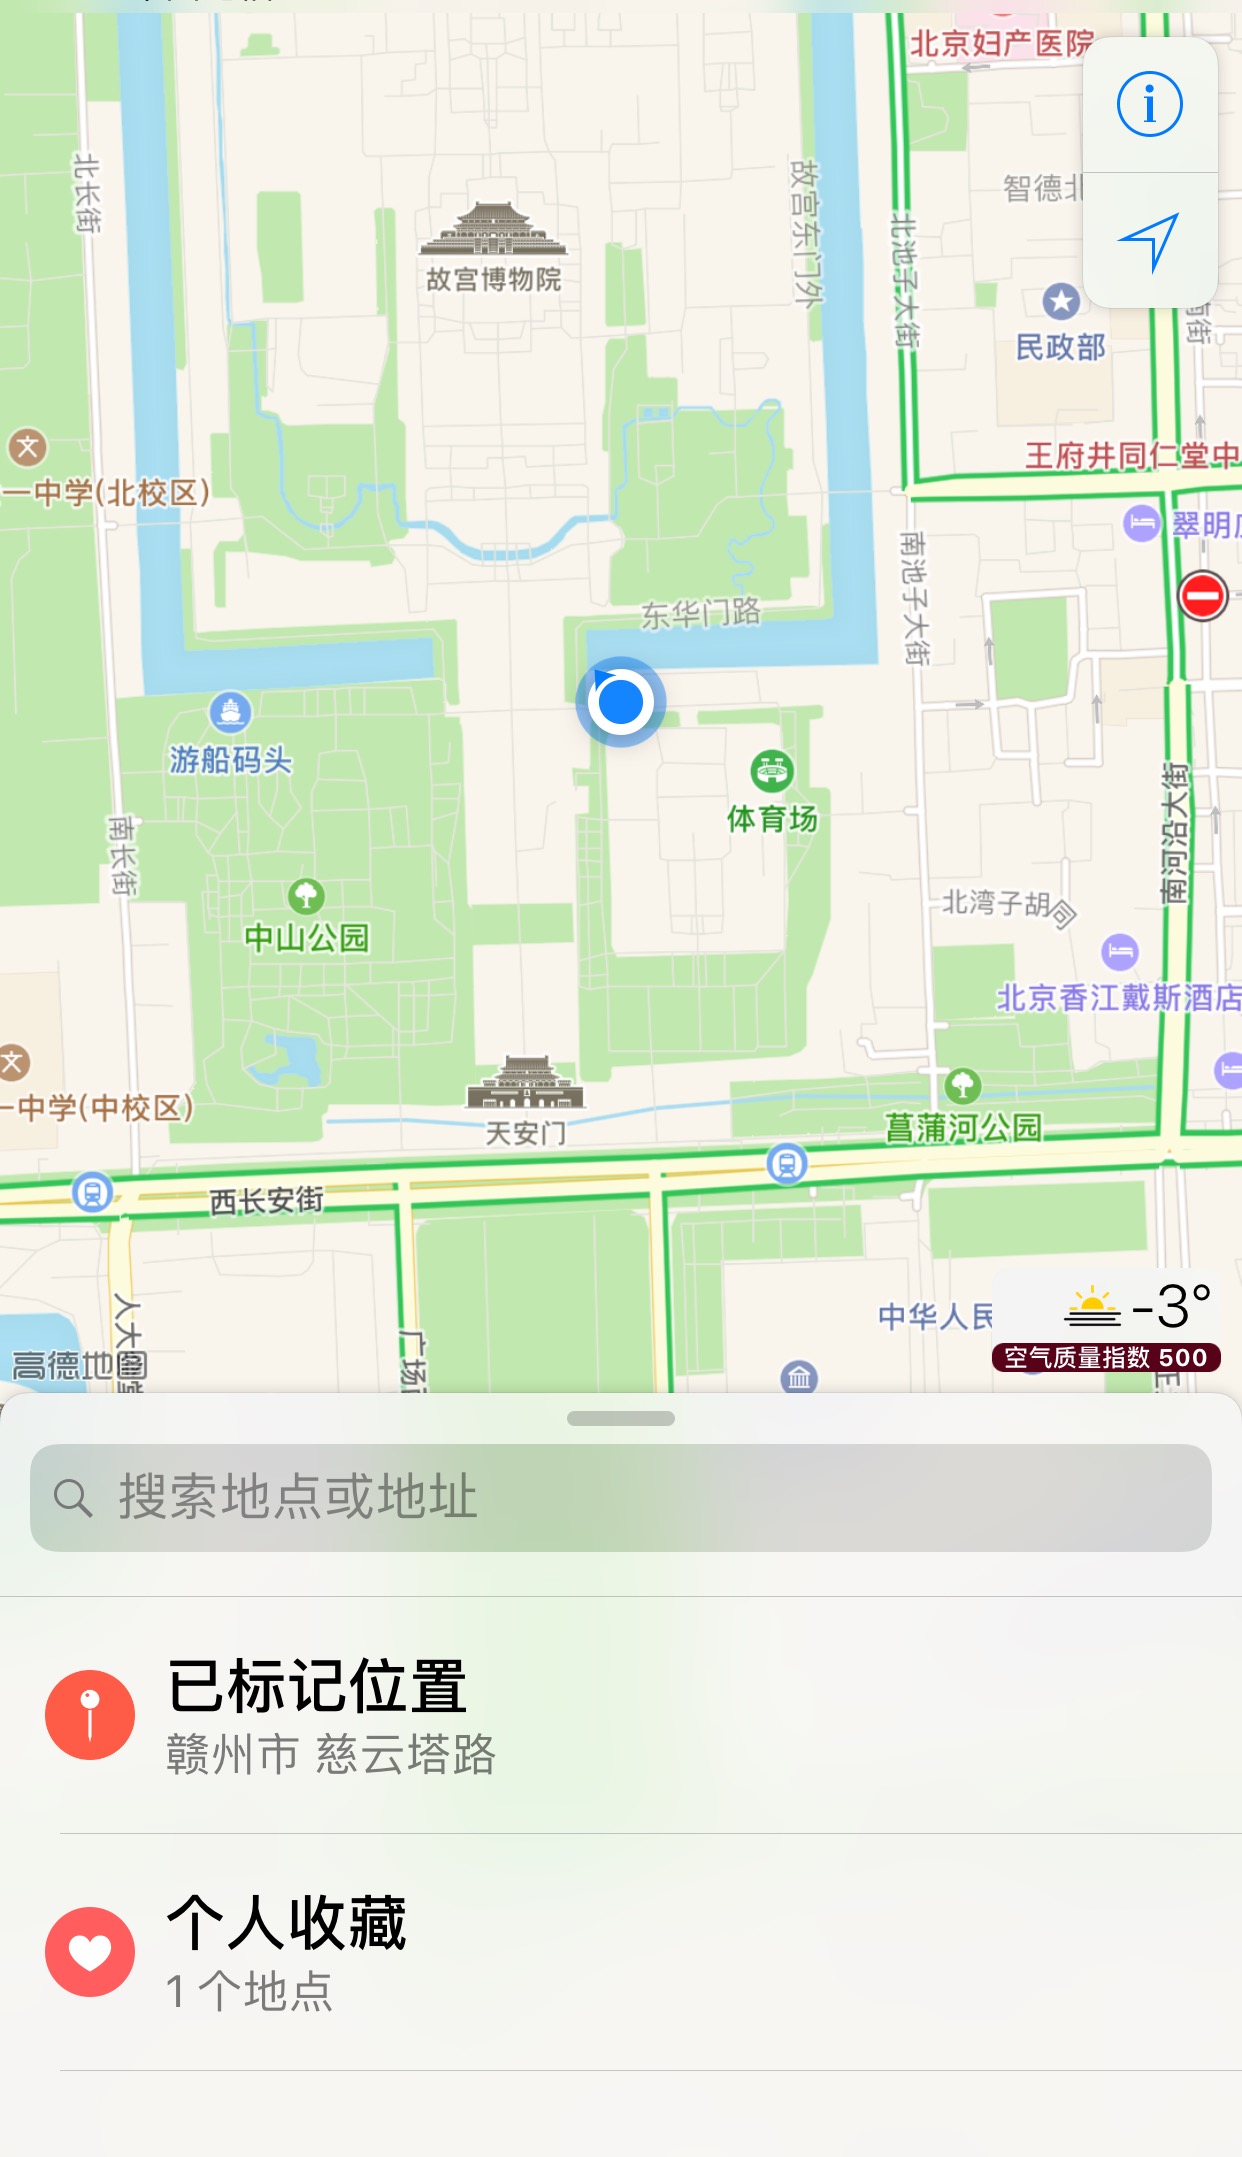 北京妇产医院
北长街
故宫东门外
智德北
北池子大街
故宫博物院
南街
民政部
王府井同仁堂中
一中学(北校区)
翠明庄
南池子大街
东华门路
游船码头
体育场
南河沿大街
南长街
北湾子胡
中山公园
北京香江戴斯酒店
一中学(中校区)
天安门
菖蒲河公园
西长安街
中华人民
-3°
空气质量指数 500
人大会堂
广场西
高德地图
搜索地点或地址
已标记位置
赣州市 慈云塔路
个人收藏
1 个地点